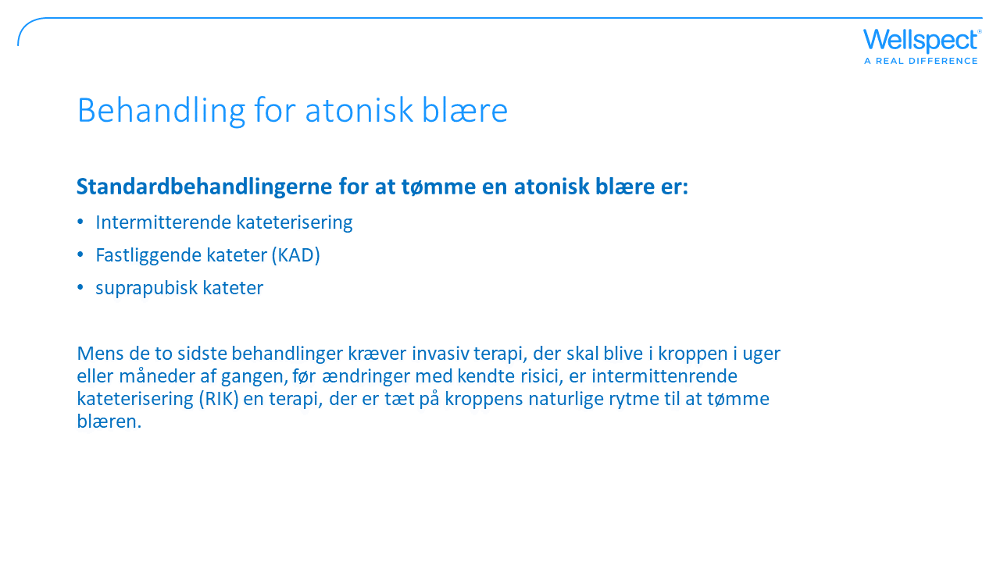 Wellspect®
A REAL DIFFERENCE
Behandling for atonisk blære
Standardbehandlingerne for at tømme en atonisk blære er:
• Intermitterende kateterisering
• Fastliggende kateter (KAD)
• suprapubisk kateter
Mens de to sidste behandlinger kræver invasiv terapi, der skal blive i kroppen i uger
eller måneder af gangen, før ændringer med kendte risici, er intermittenrende
kateterisering (RIK) en terapi, der er tæt på kroppens naturlige rytme til at tømme
blæren.